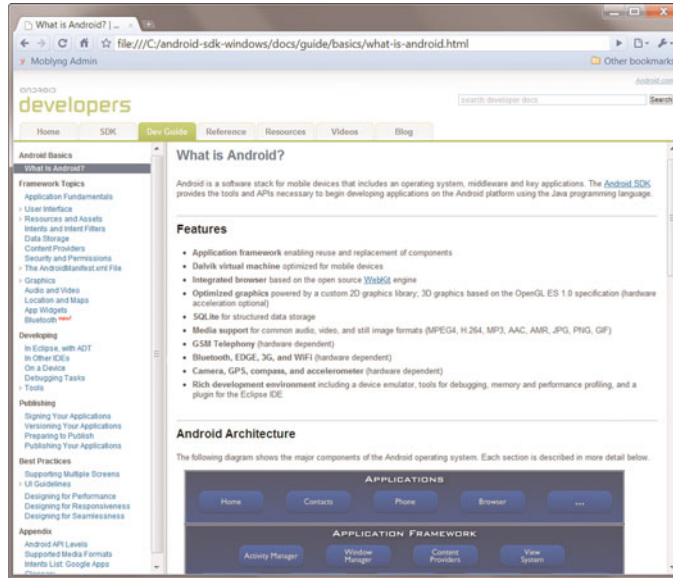 What is Android? | ...
file:///C:/android-sdk-windows/docs/guide/basics/what-is-android.html
Moblyng Admin
Other bookmarks
Android.com
android
developers
search developer docs
Search
Home
SDK
Dev Guide
Reference
Resources
Videos
Blog
Android Basics
What Is Android?
Framework Topics
Application Fundamentals
User Interface
Resources and Assets
Intents and Intent Filters
Data Storage
Content Providers
Security and Permissions
The AndroidManifest.xml File
Graphics
Audio and Video
Location and Maps
App Widgets
Bluetooth new!
Developing
In Eclipse, with ADT
In Other IDEs
On a Device
Debugging Tasks
Tools
Publishing
Signing Your Applications
Versioning Your Applications
Preparing to Publish
Publishing Your Applications
Best Practices
Supporting Multiple Screens
UI Guidelines
Designing for Performance
Designing for Responsiveness
Designing for Seamlessness
Appendix
Android API Levels
Supported Media Formats
Intents List: Google Apps
What is Android?
Android is a software stack for mobile devices that includes an operating system, middleware and key applications. The Android SDK
provides the tools and APIs necessary to begin developing applications on the Android platform using the Java programming language.
Features
• Application framework enabling reuse and replacement of components
• Dalvik virtual machine optimized for mobile devices
• Integrated browser based on the open source WebKit engine
• Optimized graphics powered by a custom 2D graphics library; 3D graphics based on the OpenGL ES 1.0 specification (hardware
acceleration optional)
• SQLite for structured data storage
• Media support for common audio, video, and still image formats (MPEG4, H.264, MP3, AAC, AMR, JPG, PNG, GIF)
• GSM Telephony (hardware dependent)
• Bluetooth, EDGE, 3G, and WiFi (hardware dependent)
• Camera, GPS, compass, and accelerometer (hardware dependent)
• Rich development environment including a device emulator, tools for debugging, memory and performance profiling, and a
plugin for the Eclipse IDE
Android Architecture
The following diagram shows the major components of the Android operating system. Each section is described in more detail below.
APPLICATIONS
Home
Contacts
Phone
Browser
...
APPLICATION FRAMEWORK
Activity Manager
Window
Manager
Content
Providers
View
System